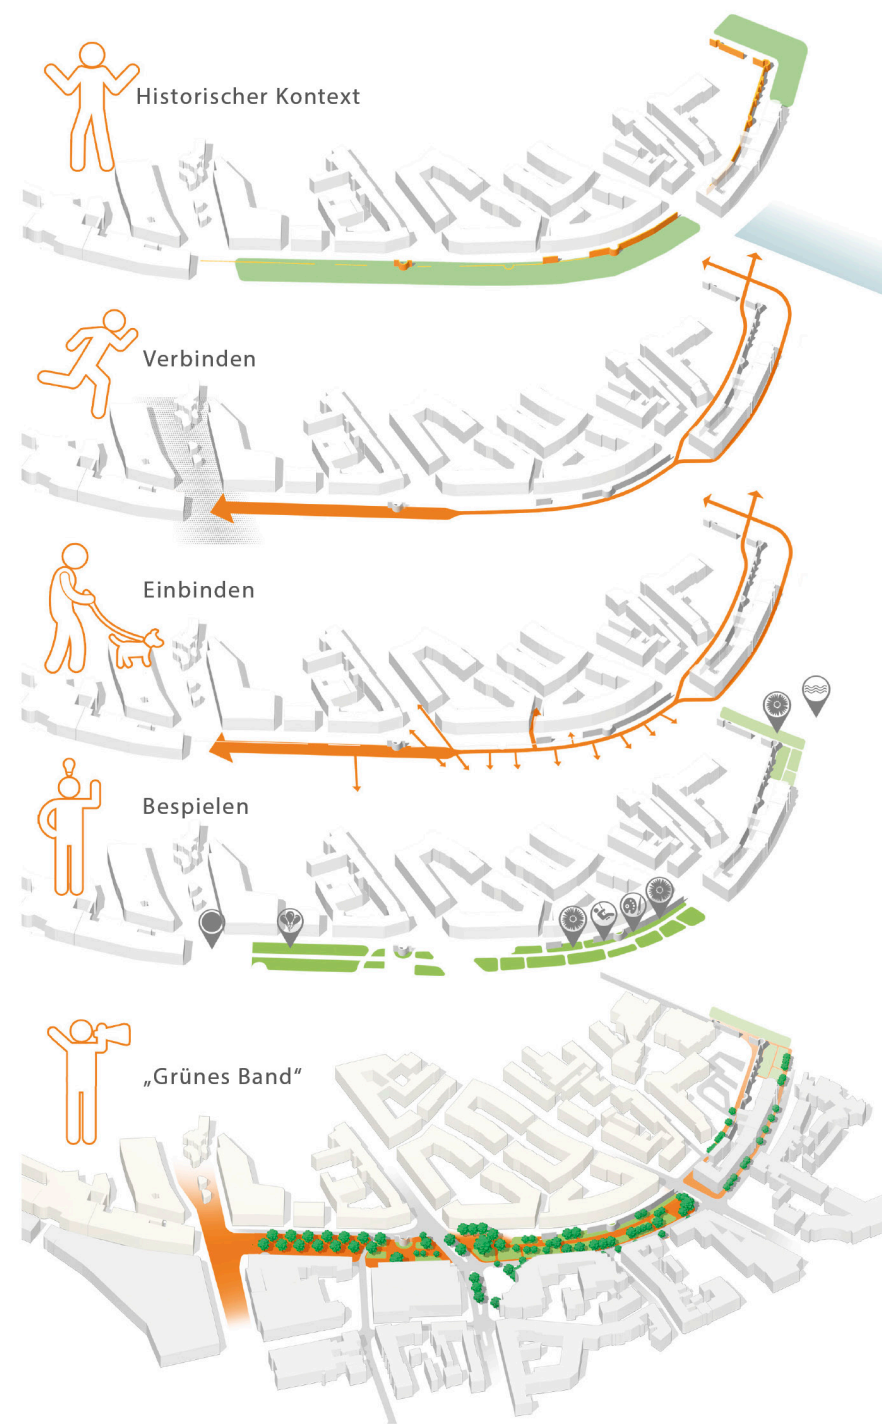 Historischer Kontext
Verbinden
Einbinden
Bespielen
„Grünes Band“